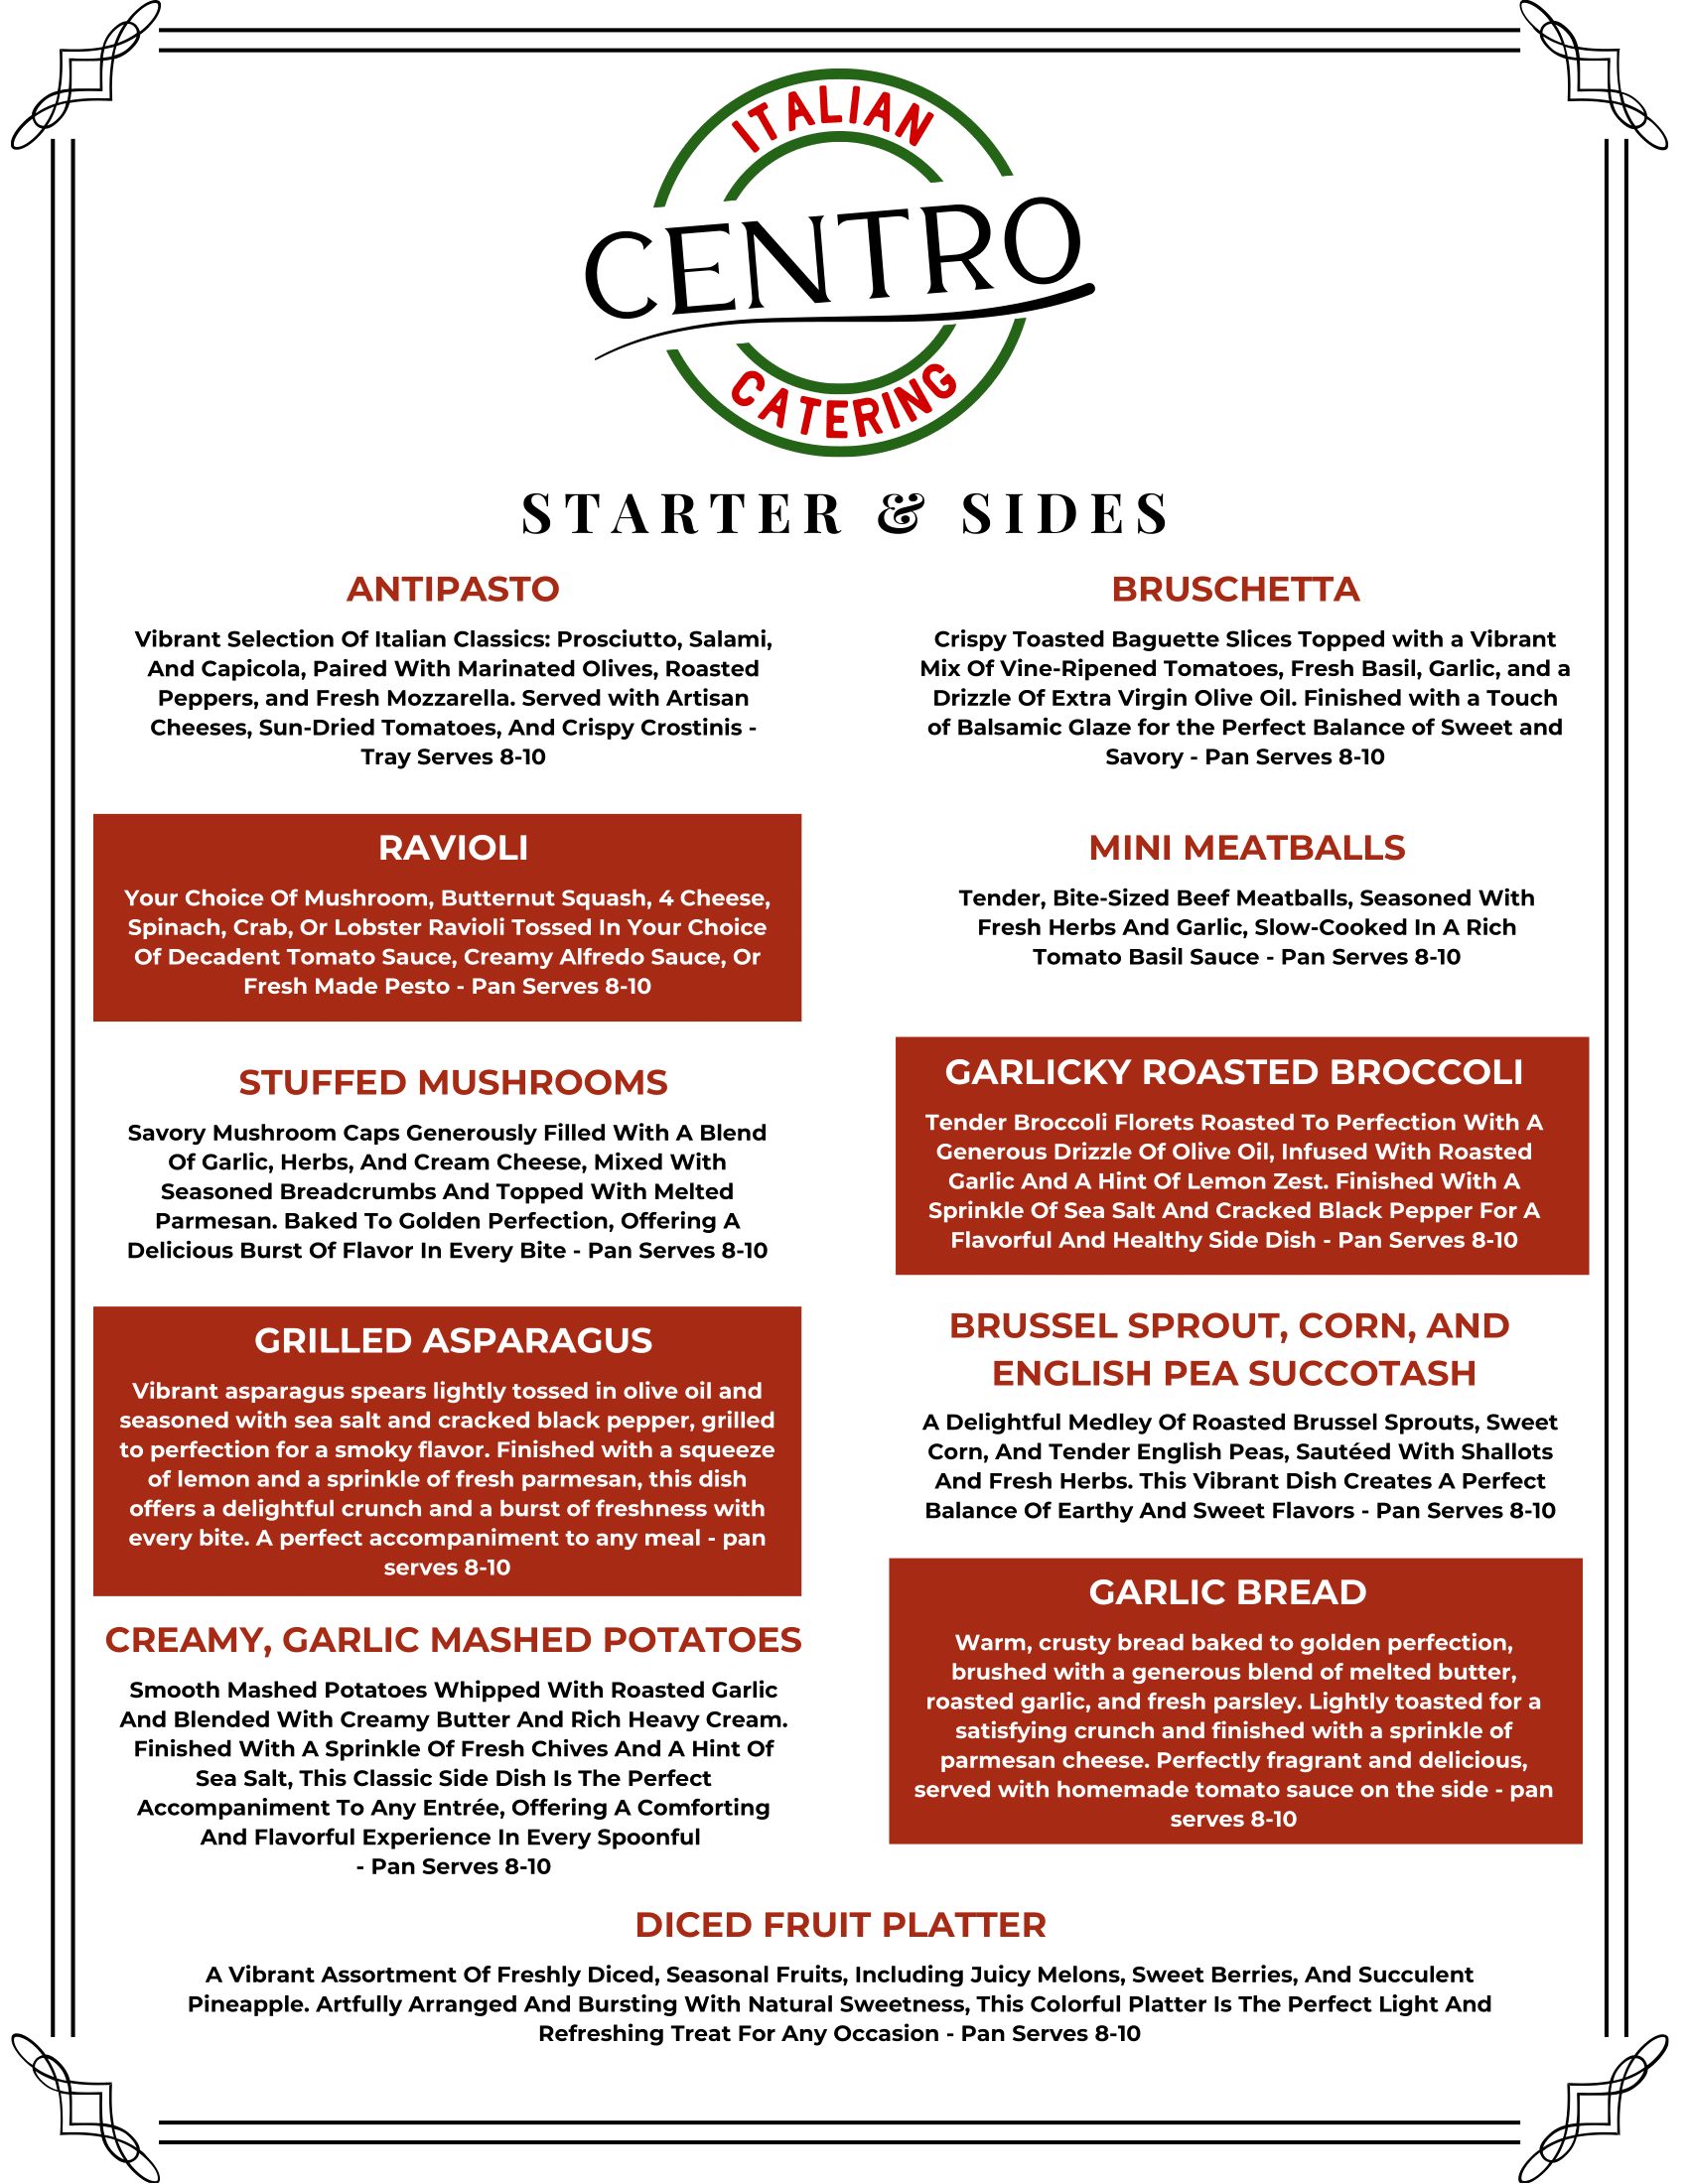 ITALIAN
CENTRO
CATERING
STARTER & SIDES
ANTIPASTO
Vibrant Selection Of Italian Classics: Prosciutto, Salami,
And Capicola, Paired With Marinated Olives, Roasted
Peppers, and Fresh Mozzarella. Served with Artisan
Cheeses, Sun-Dried Tomatoes, And Crispy Crostinis -
Tray Serves 8-10
RAVIOLI
Your Choice Of Mushroom, Butternut Squash, 4 Cheese,
Spinach, Crab, Or Lobster Ravioli Tossed In Your Choice
Of Decadent Tomato Sauce, Creamy Alfredo Sauce, Or
Fresh Made Pesto - Pan Serves 8-10
STUFFED MUSHROOMS
Savory Mushroom Caps Generously Filled With A Blend
Of Garlic, Herbs, And Cream Cheese, Mixed With
Seasoned Breadcrumbs And Topped With Melted
Parmesan. Baked To Golden Perfection, Offering A
Delicious Burst Of Flavor In Every Bite - Pan Serves 8-10
GRILLED ASPARAGUS
Vibrant asparagus spears lightly tossed in olive oil and
seasoned with sea salt and cracked black pepper, grilled
to perfection for a smoky flavor. Finished with a squeeze
of lemon and a sprinkle of fresh parmesan, this dish
offers a delightful crunch and a burst of freshness with
every bite. A perfect accompaniment to any meal - pan
serves 8-10
CREAMY, GARLIC MASHED POTATOES
Smooth Mashed Potatoes Whipped With Roasted Garlic
And Blended With Creamy Butter And Rich Heavy Cream.
Finished With A Sprinkle Of Fresh Chives And A Hint Of
Sea Salt, This Classic Side Dish Is The Perfect
Accompaniment To Any Entrée, Offering A Comforting
And Flavorful Experience In Every Spoonful
- Pan Serves 8-10
BRUSCHETTA
Crispy Toasted Baguette Slices Topped with a Vibrant
Mix Of Vine-Ripened Tomatoes, Fresh Basil, Garlic, and a
Drizzle Of Extra Virgin Olive Oil. Finished with a Touch
of Balsamic Glaze for the Perfect Balance of Sweet and
Savory - Pan Serves 8-10
MINI MEATBALLS
Tender, Bite-Sized Beef Meatballs, Seasoned With
Fresh Herbs And Garlic, Slow-Cooked In A Rich
Tomato Basil Sauce - Pan Serves 8-10
GARLICKY ROASTED BROCCOLI
Tender Broccoli Florets Roasted To Perfection With A
Generous Drizzle Of Olive Oil, Infused With Roasted
Garlic And A Hint Of Lemon Zest. Finished With A
Sprinkle Of Sea Salt And Cracked Black Pepper For A
Flavorful And Healthy Side Dish - Pan Serves 8-10
BRUSSEL SPROUT, CORN, AND
ENGLISH PEA SUCCOTASH
A Delightful Medley Of Roasted Brussel Sprouts, Sweet
Corn, And Tender English Peas, Sautéed With Shallots
And Fresh Herbs. This Vibrant Dish Creates A Perfect
Balance Of Earthy And Sweet Flavors - Pan Serves 8-10
GARLIC BREAD
Warm, crusty bread baked to golden perfection,
brushed with a generous blend of melted butter,
roasted garlic, and fresh parsley. Lightly toasted for a
satisfying crunch and finished with a sprinkle of
parmesan cheese. Perfectly fragrant and delicious,
served with homemade tomato sauce on the side - pan
serves 8-10
DICED FRUIT PLATTER
A Vibrant Assortment Of Freshly Diced, Seasonal Fruits, Including Juicy Melons, Sweet Berries, And Succulent
Pineapple. Artfully Arranged And Bursting With Natural Sweetness, This Colorful Platter Is The Perfect Light And
Refreshing Treat For Any Occasion - Pan Serves 8-10